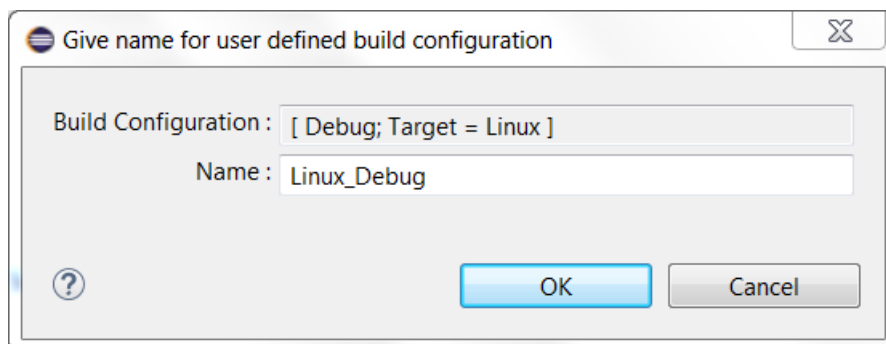 Give name for user defined build configuration
Build Configuration : [ Debug; Target = Linux ]
Name : Linux_Debug
? OK Cancel